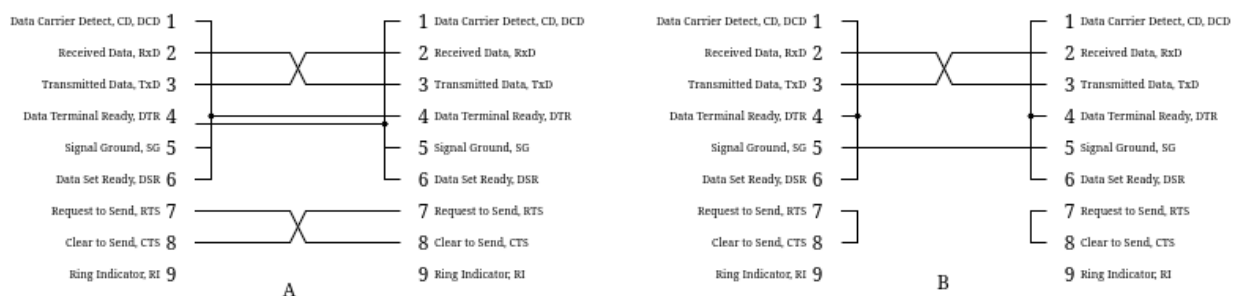 Data Carrier Detect, CD, DCD 1 1 Data Carrier Detect, CD, DCD
Received Data, RxD 2 2 Received Data, RxD
Transmitted Data, TxD 3 3 Transmitted Data, TxD
Data Terminal Ready, DTR 4 4 Data Terminal Ready, DTR
Signal Ground, SG 5 5 Signal Ground, SG
Data Set Ready, DSR 6 6 Data Set Ready, DSR
Request to Send, RTS 7 7 Request to Send, RTS
Clear to Send, CTS 8 8 Clear to Send, CTS
Ring Indicator, RI 9 9 Ring Indicator, RI
A
Data Carrier Detect, CD, DCD 1 1 Data Carrier Detect, CD, DCD
Received Data, RxD 2 2 Received Data, RxD
Transmitted Data, TxD 3 3 Transmitted Data, TxD
Data Terminal Ready, DTR 4 4 Data Terminal Ready, DTR
Signal Ground, SG 5 5 Signal Ground, SG
Data Set Ready, DSR 6 6 Data Set Ready, DSR
Request to Send, RTS 7 7 Request to Send, RTS
Clear to Send, CTS 8 8 Clear to Send, CTS
Ring Indicator, RI 9 9 Ring Indicator, RI
B